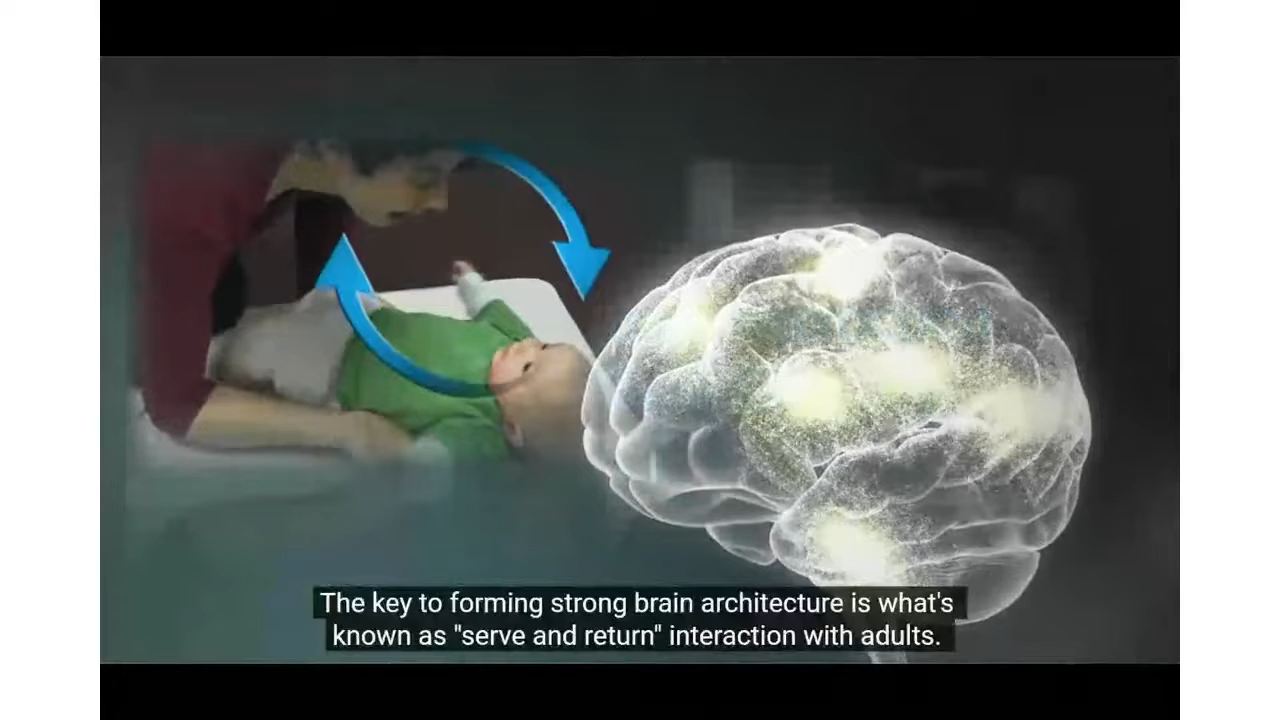 The key to forming strong brain architecture is what's
known as "serve and return" interaction with adults.